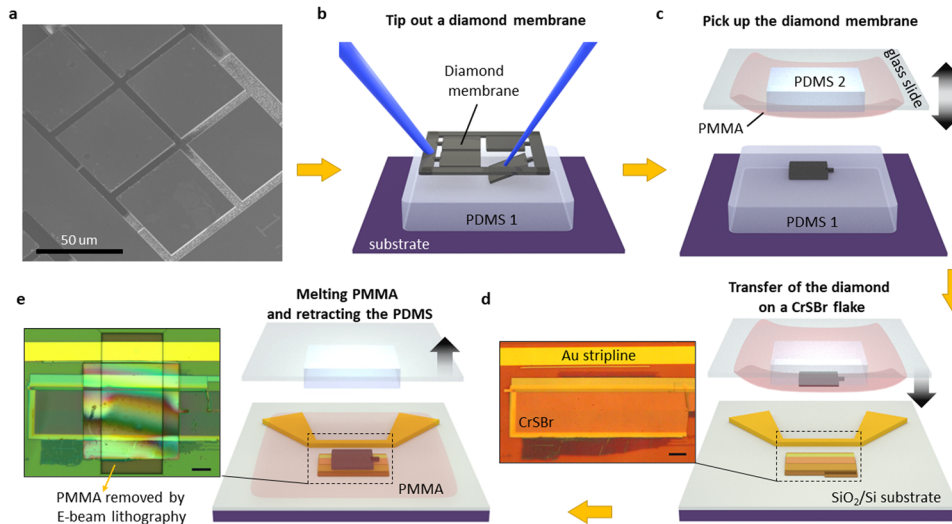 a
50 um
b
Tip out a diamond membrane
Diamond
membrane
PDMS 1
substrate
c
Pick up the diamond membrane
PDMS 2
glass slide
PMMA
PDMS 1
d
Transfer of the diamond
on a CrSBr flake
Au stripline
CrSBr
SiO₂/Si substrate
e
Melting PMMA
and retracting the PDMS
PMMA
PMMA removed by
E-beam lithography